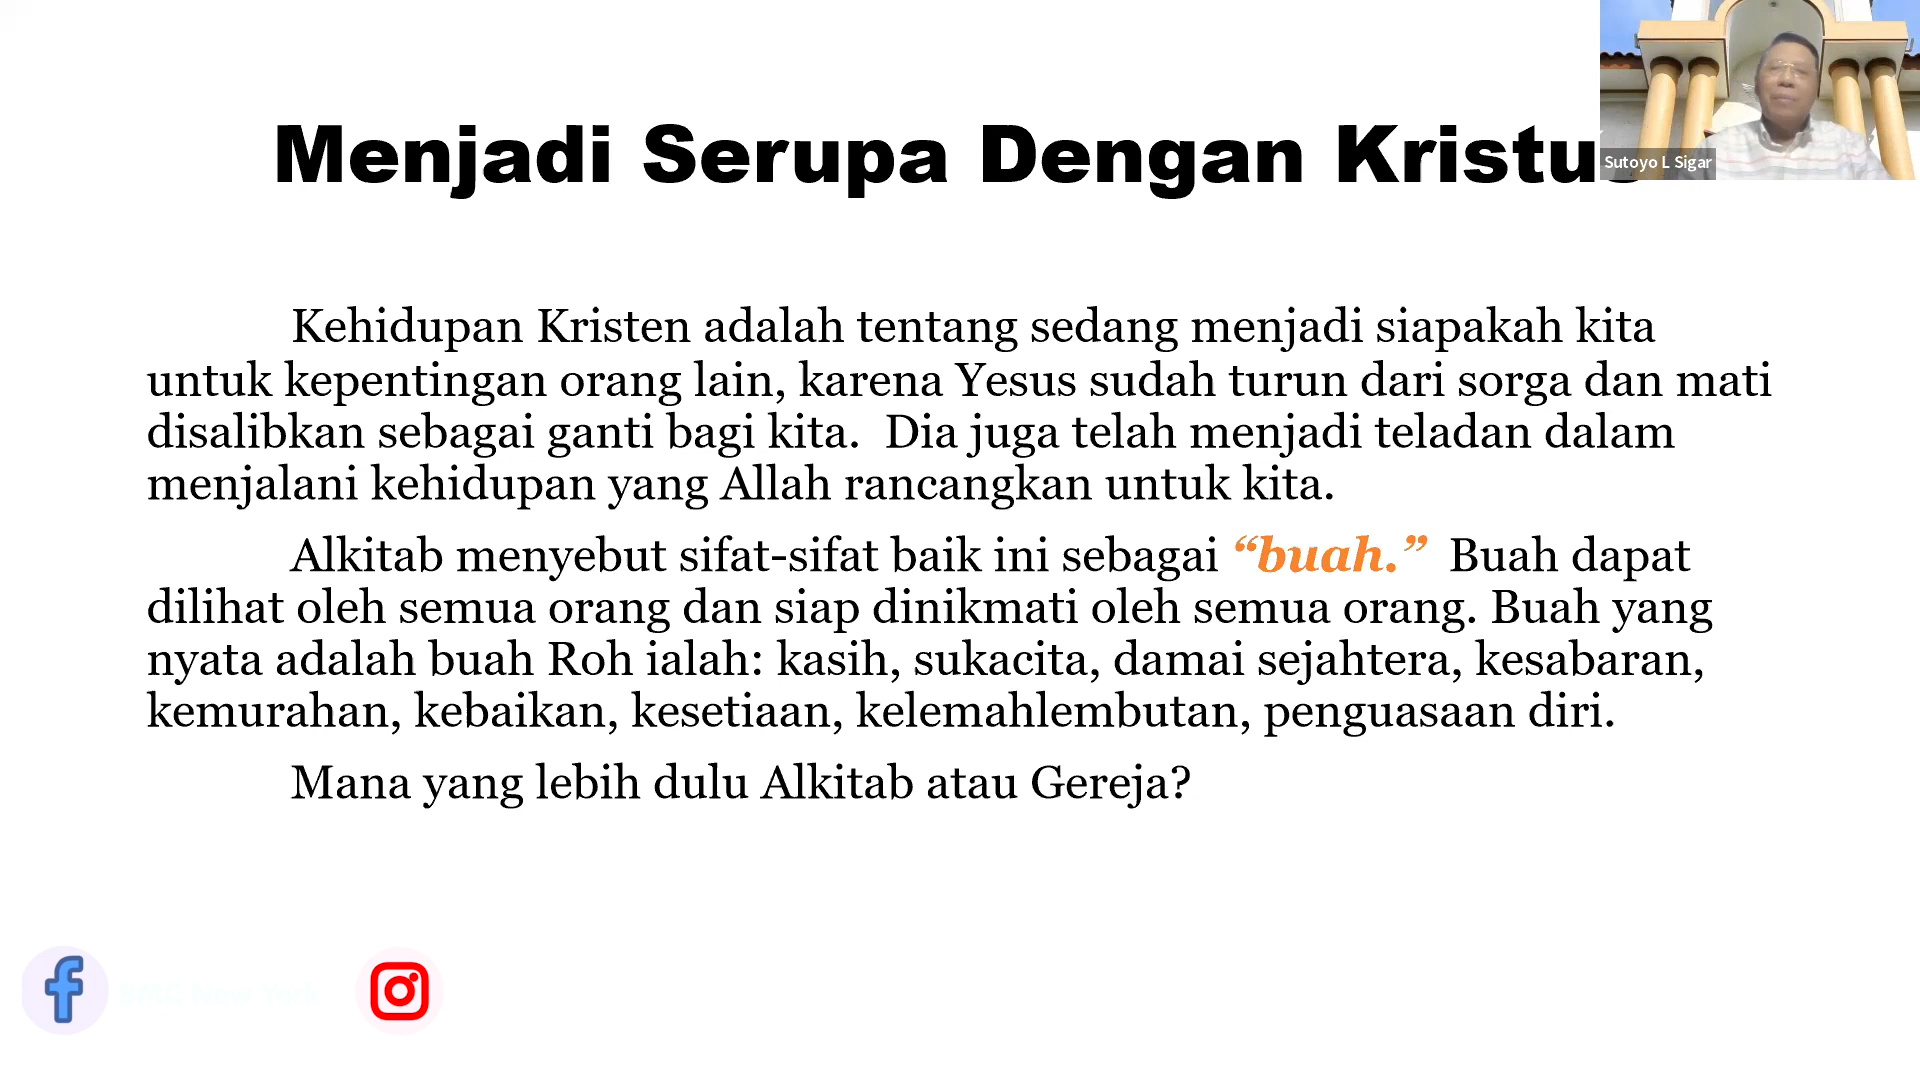 Menjadi Serupa Dengan Kristus
Sutoyo L Sigar
Kehidupan Kristen adalah tentang sedang menjadi siapakah kita
untuk kepentingan orang lain, karena Yesus sudah turun dari sorga dan mati
disalibkan sebagai ganti bagi kita.  Dia juga telah menjadi teladan dalam
menjalani kehidupan yang Allah rancangkan untuk kita.
Alkitab menyebut sifat-sifat baik ini sebagai “buah.”  Buah dapat
dilihat oleh semua orang dan siap dinikmati oleh semua orang. Buah yang
nyata adalah buah Roh ialah: kasih, sukacita, damai sejahtera, kesabaran,
kemurahan, kebaikan, kesetiaan, kelemahlembutan, penguasaan diri.
Mana yang lebih dulu Alkitab atau Gereja?